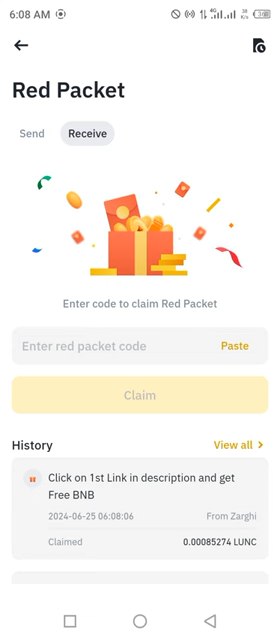 6:08 AM
Red Packet
Send Receive
Enter code to claim Red Packet
Enter red packet code Paste
Claim
History View all
Click on 1st Link in description and get
Free BNB
2024-06-25 06:08:06 From Zarghi
Claimed 0.00085274 LUNC